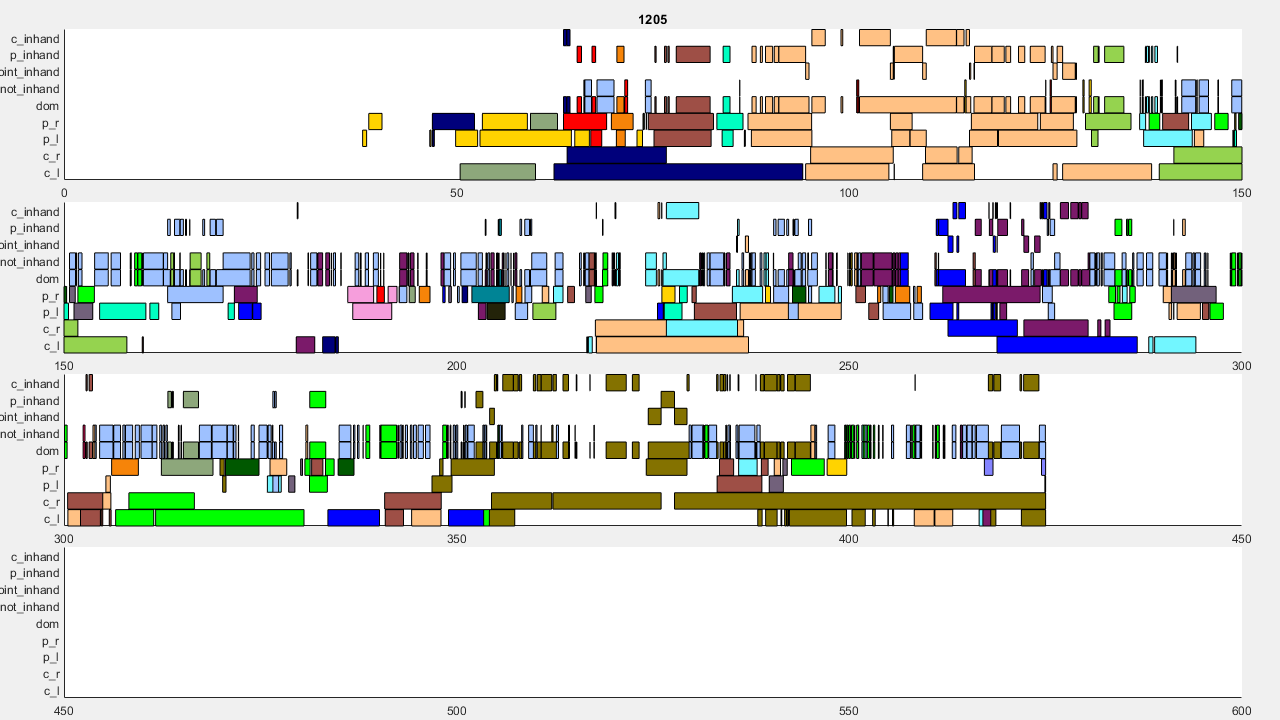 1205
c_inhand
p_inhand
oint_inhand
not_inhand
dom
p_r
p_l
c_r
c_l
0 50 100 150
c_inhand
p_inhand
oint_inhand
not_inhand
dom
p_r
p_l
c_r
c_l
150 200 250 300
c_inhand
p_inhand
oint_inhand
not_inhand
dom
p_r
p_l
c_r
c_l
300 350 400 450
c_inhand
p_inhand
oint_inhand
not_inhand
dom
p_r
p_l
c_r
c_l
450 500 550 600